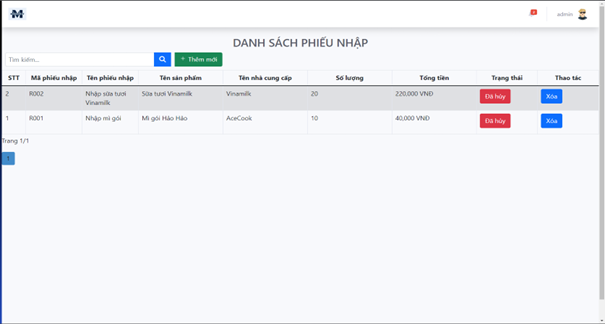 M
admin
DANH SÁCH PHIẾU NHẬP
Tìm kiếm...
+ Thêm mới
STT Mã phiếu nhập Tên phiếu nhập Tên sản phẩm Tên nhà cung cấp Số lượng Tổng tiền Trạng thái Thao tác
2 R002 Nhập sữa tươi Vinamilk Sữa tươi Vinamilk Vinamilk 20 220,000 VNĐ Đã hủy Xóa
1 R001 Nhập mì gói Mì gói Hảo Hảo AceCook 10 40,000 VNĐ Đã hủy Xóa
Trang 1/1
1